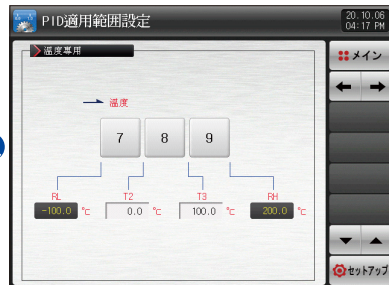 PID適用範囲設定
20.10.06
04:17 PM
温度専用
メイン
温度
7 8 9
RL T2 T3 RH
-100.0 ℃ 0.0 ℃ 100.0 ℃ 200.0 ℃
セットアップ